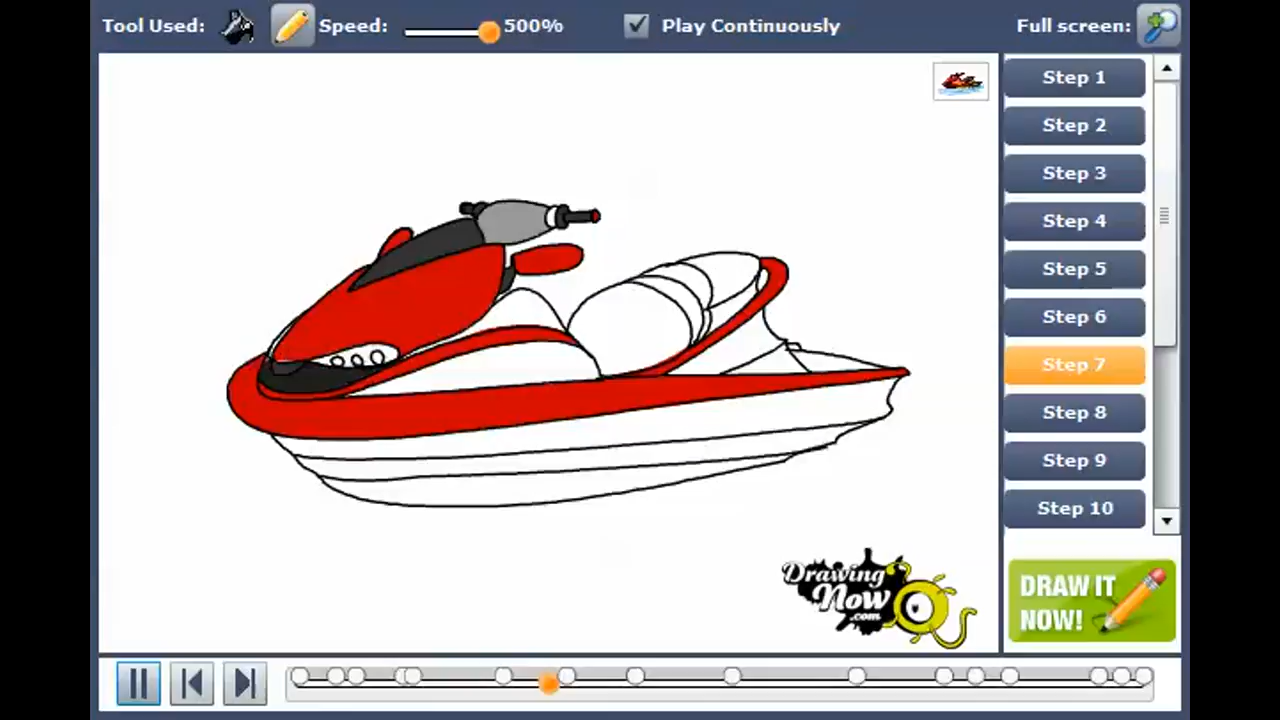 Tool Used:
Speed:
500%
Play Continuously
Full screen:
Step 1
Step 2
Step 3
Step 4
Step 5
Step 6
Step 7
Step 8
Step 9
Step 10
Drawing
Now
.com
DRAW IT
NOW!